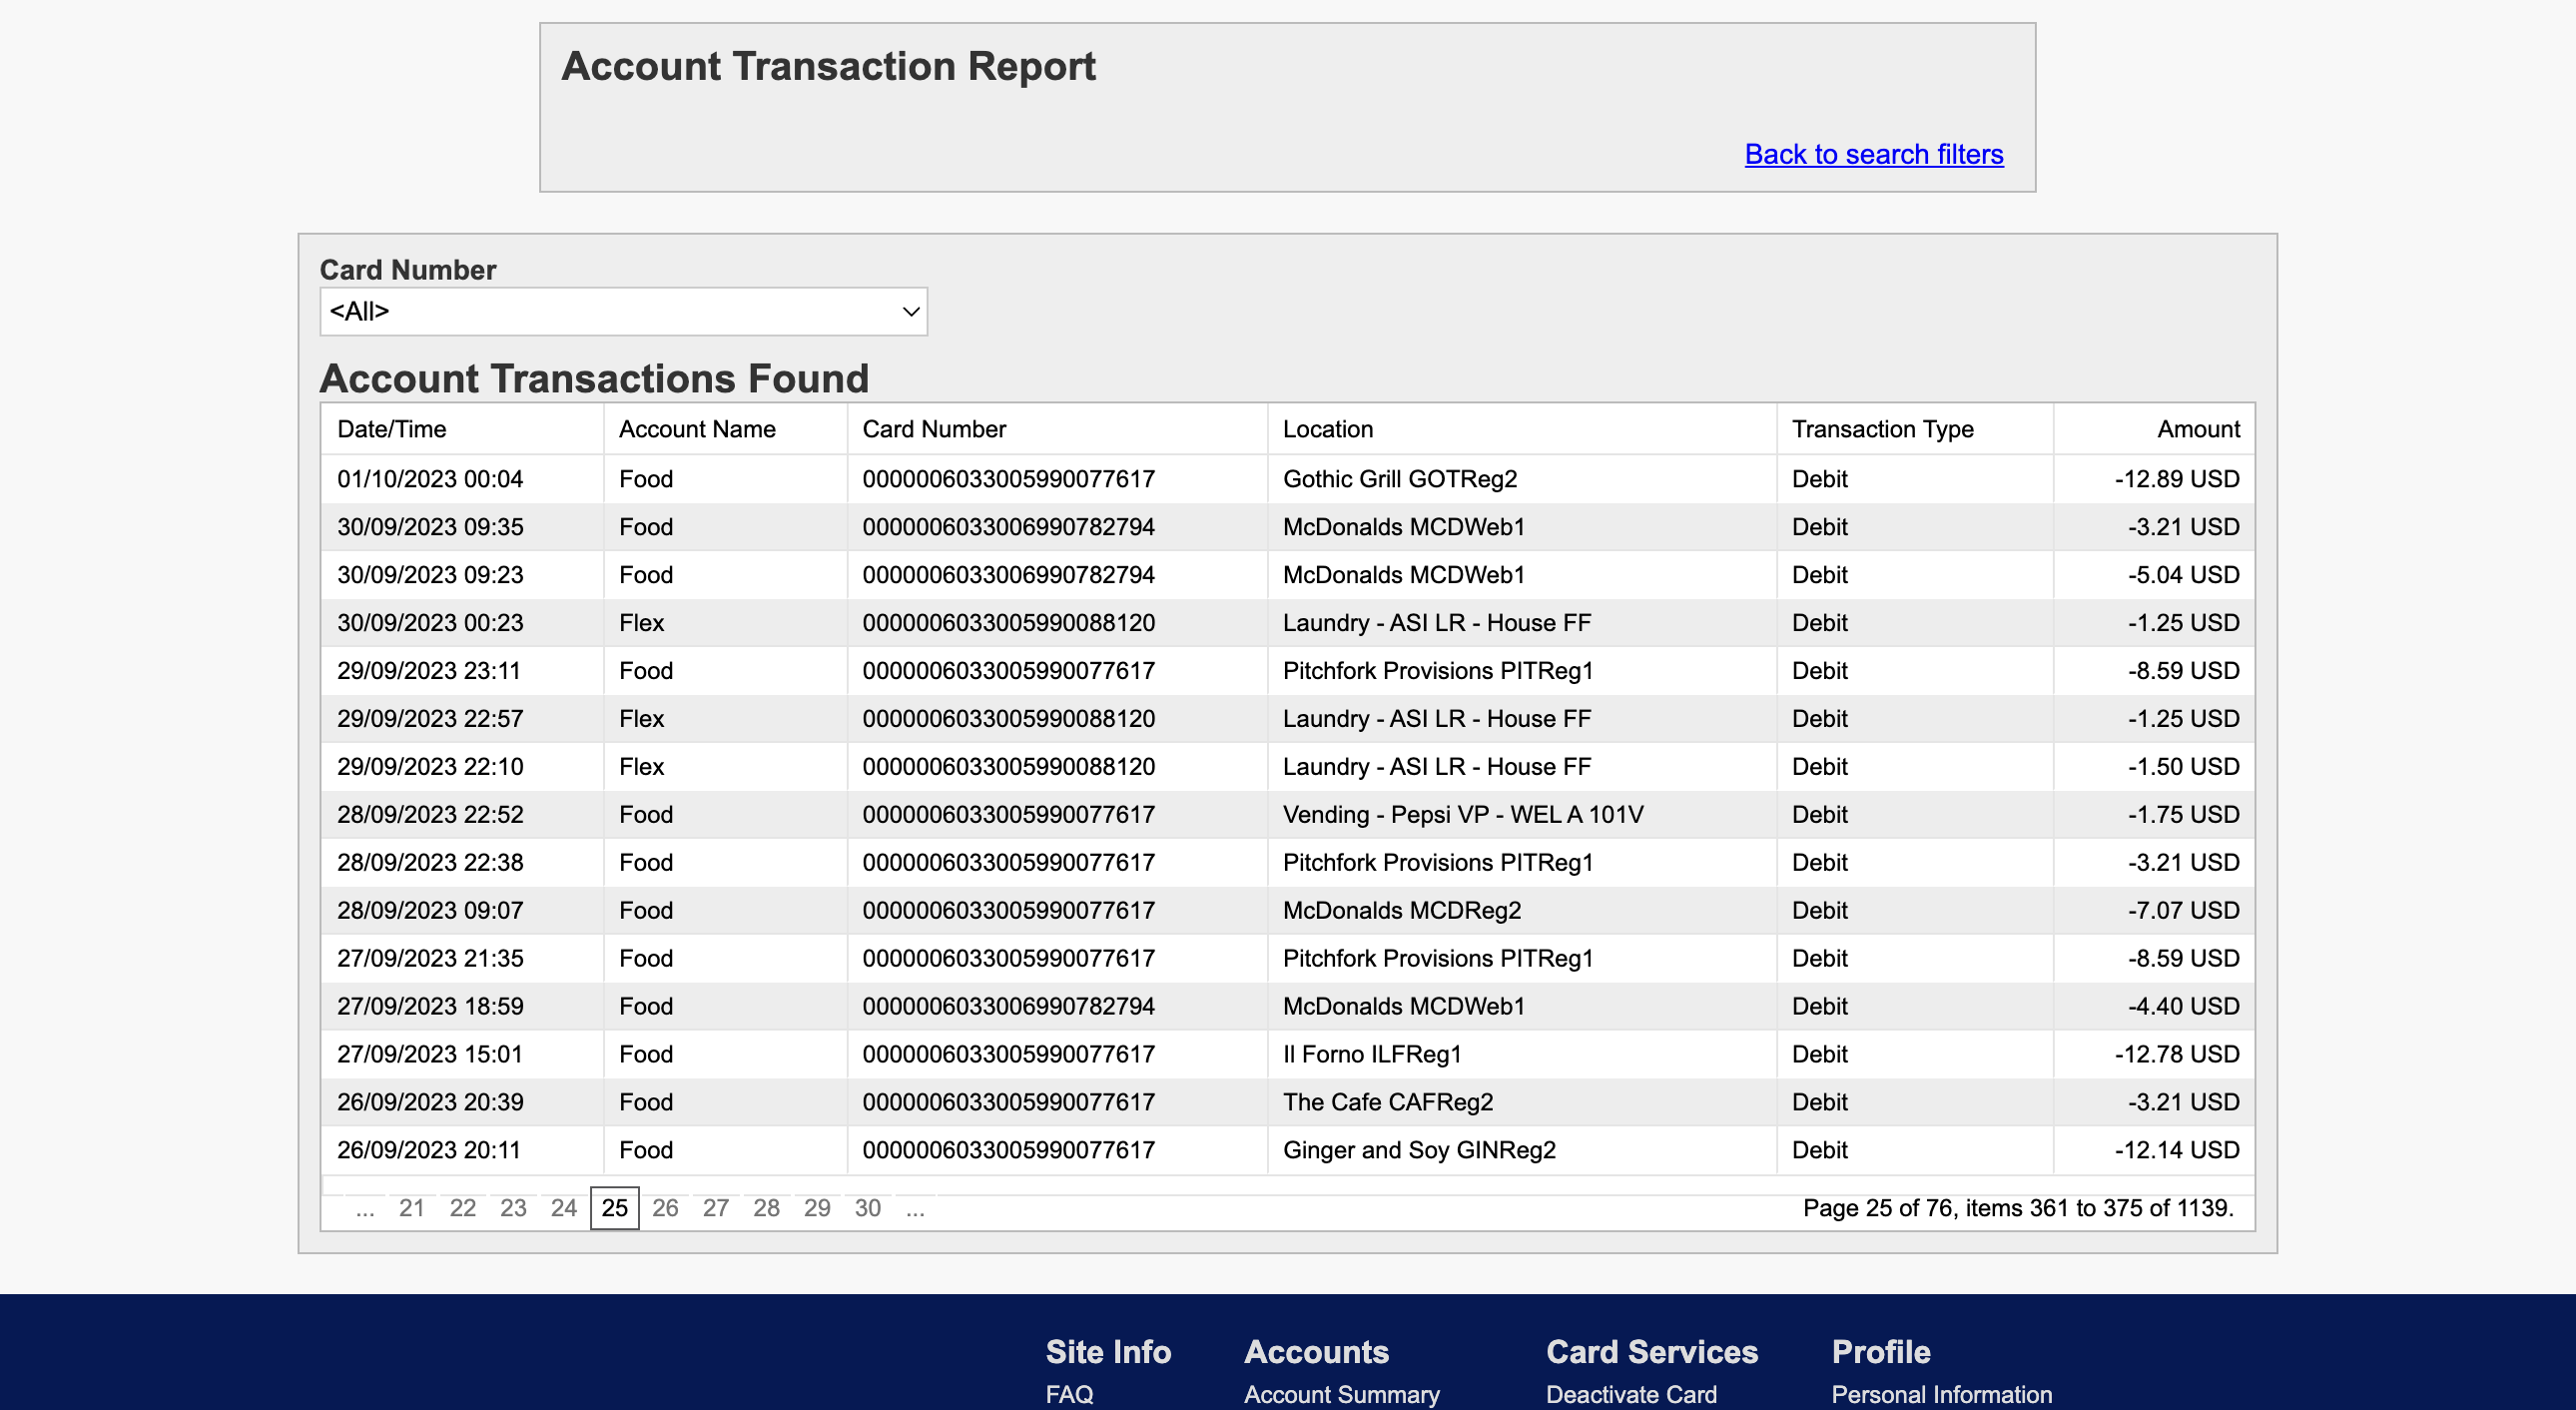 Account Transaction Report
Back to search filters
Card Number
<All>
Account Transactions Found
Date/Time Account Name Card Number Location Transaction Type Amount
01/10/2023 00:04 Food 0000006033005990077617 Gothic Grill GOTReg2 Debit -12.89 USD
30/09/2023 09:35 Food 0000006033006990782794 McDonalds MCDWeb1 Debit -3.21 USD
30/09/2023 09:23 Food 0000006033006990782794 McDonalds MCDWeb1 Debit -5.04 USD
30/09/2023 00:23 Flex 0000006033005990088120 Laundry - ASI LR - House FF Debit -1.25 USD
29/09/2023 23:11 Food 0000006033005990077617 Pitchfork Provisions PITReg1 Debit -8.59 USD
29/09/2023 22:57 Flex 0000006033005990088120 Laundry - ASI LR - House FF Debit -1.25 USD
29/09/2023 22:10 Flex 0000006033005990088120 Laundry - ASI LR - House FF Debit -1.50 USD
28/09/2023 22:52 Food 0000006033005990077617 Vending - Pepsi VP - WEL A 101V Debit -1.75 USD
28/09/2023 22:38 Food 0000006033005990077617 Pitchfork Provisions PITReg1 Debit -3.21 USD
28/09/2023 09:07 Food 0000006033005990077617 McDonalds MCDReg2 Debit -7.07 USD
27/09/2023 21:35 Food 0000006033005990077617 Pitchfork Provisions PITReg1 Debit -8.59 USD
27/09/2023 18:59 Food 0000006033006990782794 McDonalds MCDWeb1 Debit -4.40 USD
27/09/2023 15:01 Food 0000006033005990077617 Il Forno ILFReg1 Debit -12.78 USD
26/09/2023 20:39 Food 0000006033005990077617 The Cafe CAFReg2 Debit -3.21 USD
26/09/2023 20:11 Food 0000006033005990077617 Ginger and Soy GINReg2 Debit -12.14 USD
... 21 22 23 24 25 26 27 28 29 30 ... Page 25 of 76, items 361 to 375 of 1139.
Site Info Accounts Card Services Profile
FAQ Account Summary Deactivate Card Personal Information